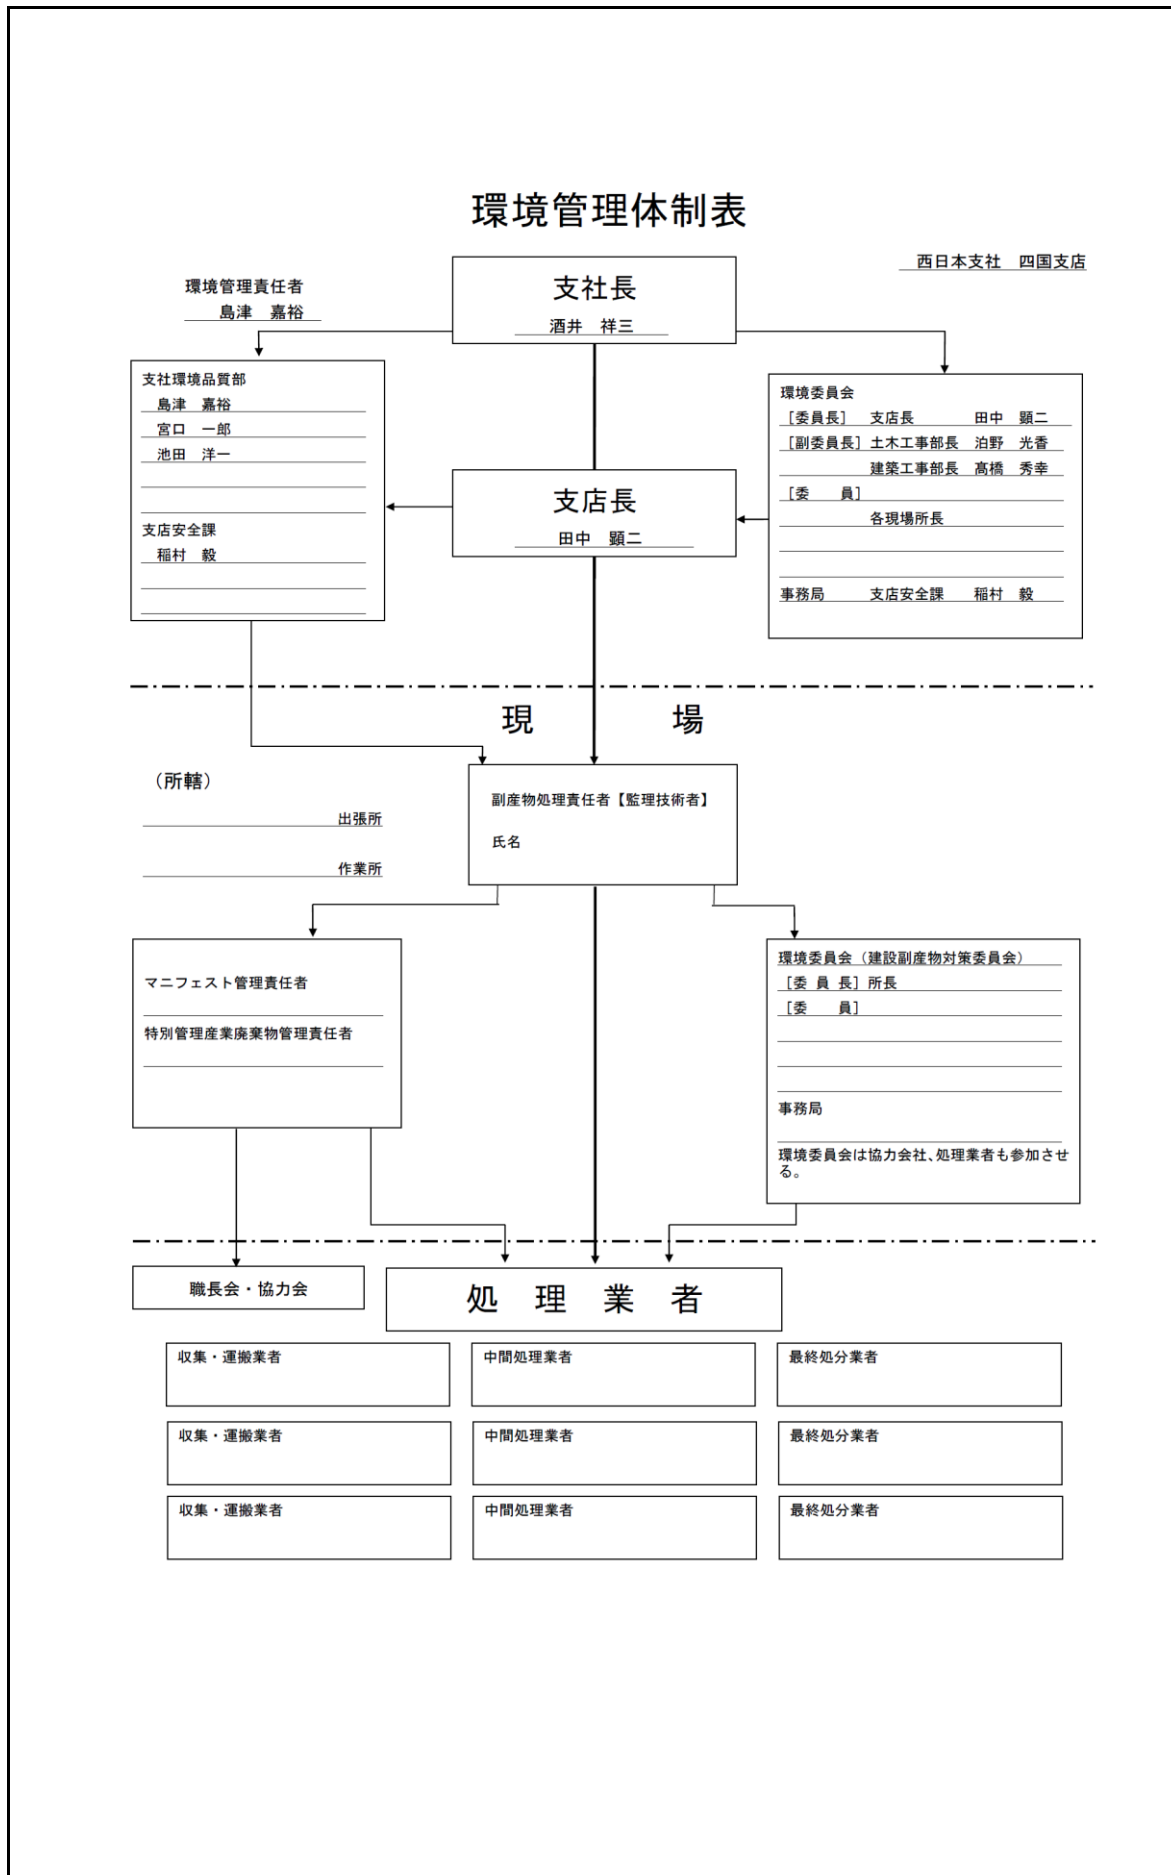 環境管理体制表
西日本支社　四国支店
環境管理責任者
島津　嘉裕
支社長
酒井　祥三
支社環境品質部
島津　嘉裕
宮口　一郎
池田　洋一
支店安全課
稲村　毅
支店長
田中　顕二
環境委員会
［委員長］　支店長　田中　顕二
［副委員長］土木工事部長　泊野　光香
建築工事部長　髙橋　秀幸
［委　　員］
各現場所長
事務局　支店安全課　稲村　毅
現　場
（所轄）
出張所
作業所
副産物処理責任者【監理技術者】
氏名
マニフェスト管理責任者
特別管理産業廃棄物管理責任者
環境委員会（建設副産物対策委員会）
［委 員 長］所長
［委　　員］
事務局
環境委員会は協力会社、処理業者も参加させ
る。
職長会・協力会
処　理　業　者
収集・運搬業者　中間処理業者　最終処分業者
収集・運搬業者　中間処理業者　最終処分業者
収集・運搬業者　中間処理業者　最終処分業者